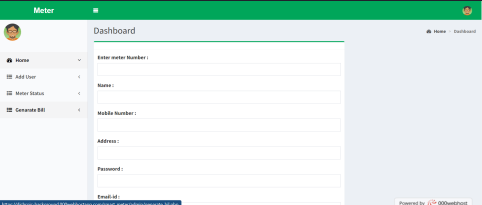 Meter
Dashboard
Home > Dashboard
Home
Add User
Meter Status
Genarate Bill
Enter meter Number :
Name :
Mobile Number :
Address :
Password :
Email-id :
Powered by 000webhost